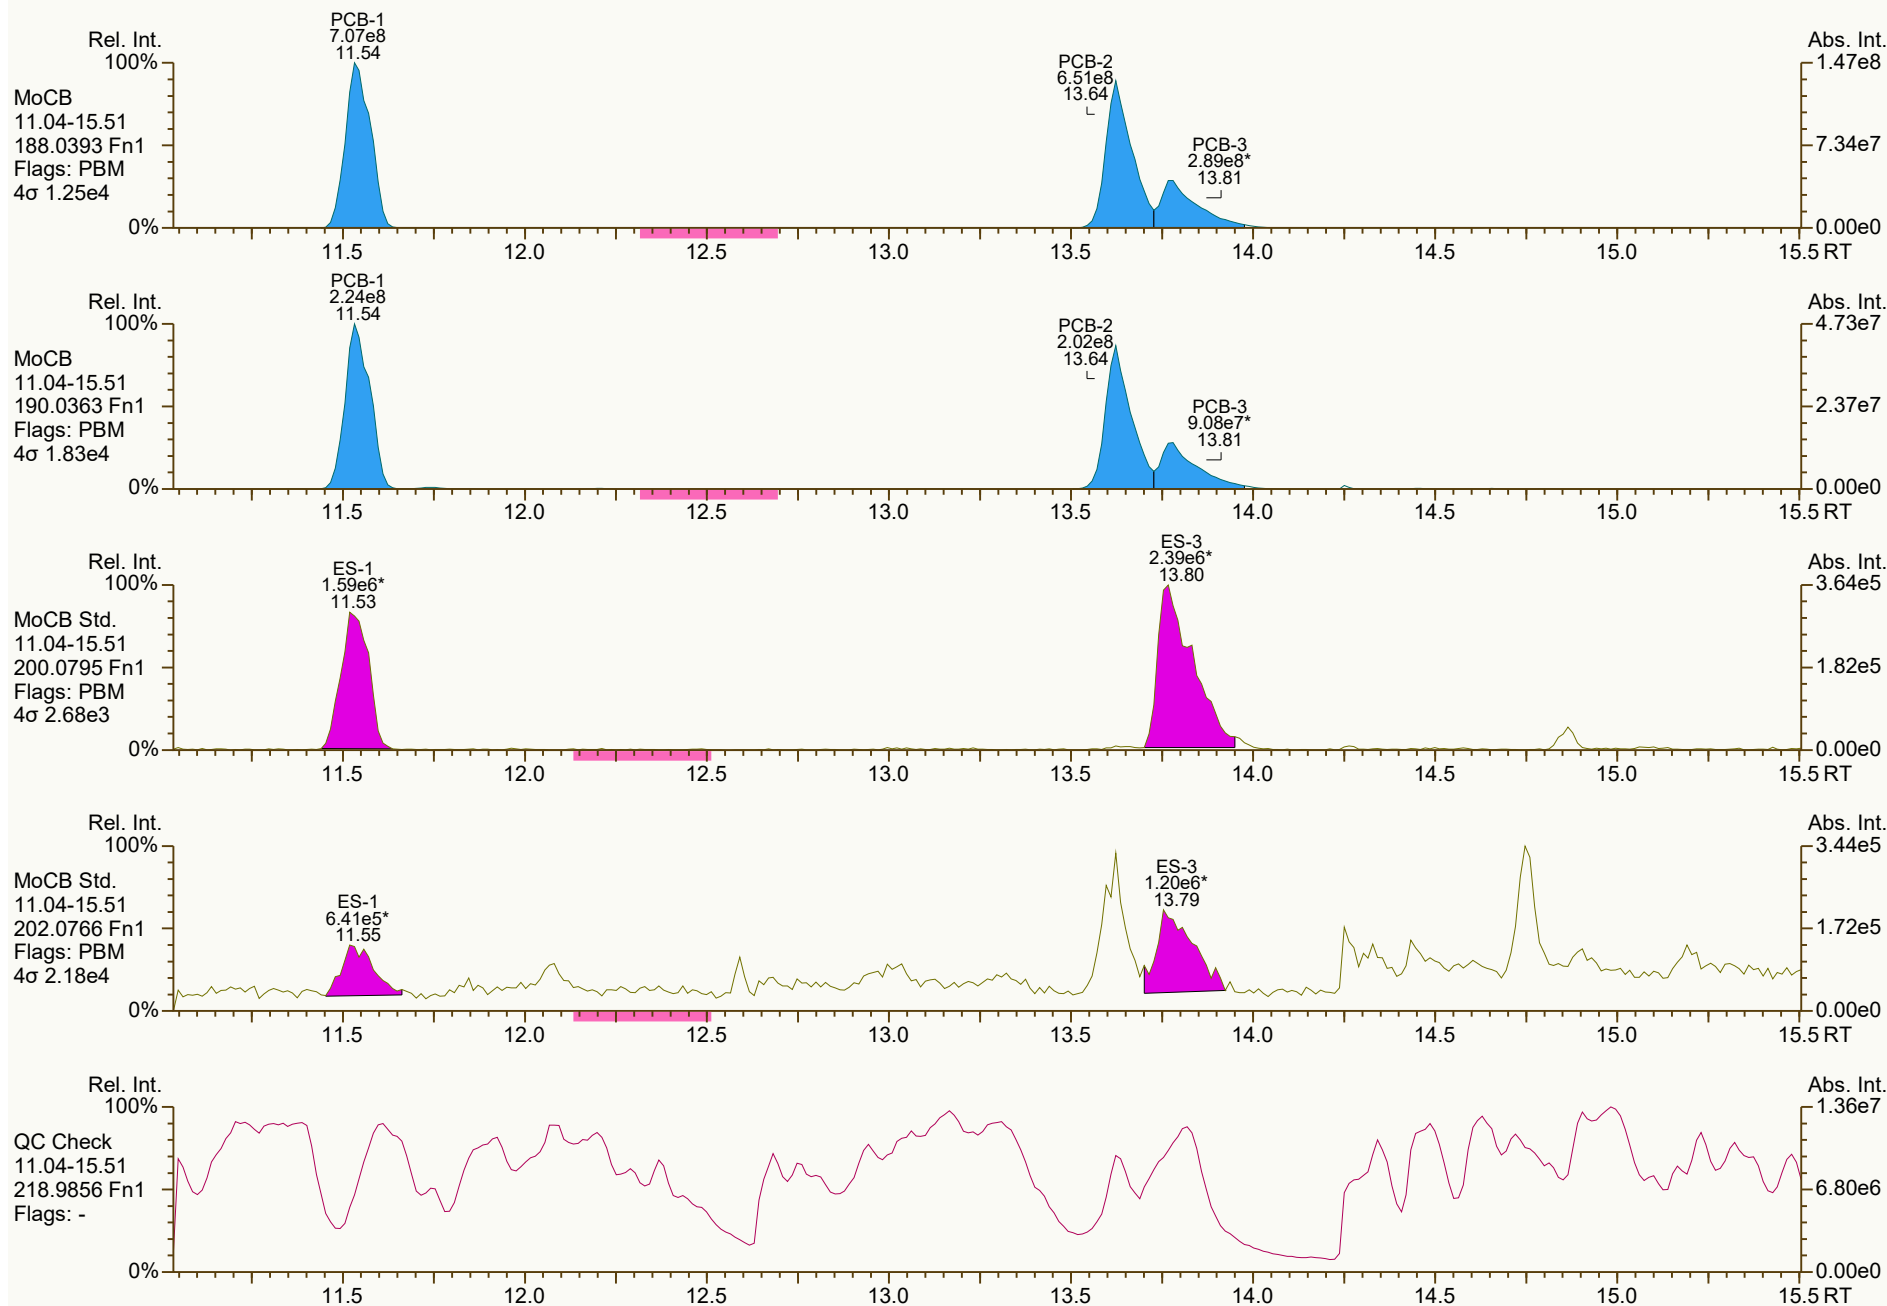 PCB-1
7.07e8
11.54
PCB-2
6.51e8
13.64
PCB-3
2.89e8*
13.81
Rel. Int.
100%
0%
Abs. Int.
1.47e8
7.34e7
0.00e0
MoCB
11.04-15.51
188.0393 Fn1
Flags: PBM
4σ 1.25e4
11.5 12.0 12.5 13.0 13.5 14.0 14.5 15.0 15.5 RT
PCB-1
2.24e8
11.54
PCB-2
2.02e8
13.64
PCB-3
9.08e7*
13.81
Rel. Int.
100%
0%
Abs. Int.
4.73e7
2.37e7
0.00e0
MoCB
11.04-15.51
190.0363 Fn1
Flags: PBM
4σ 1.83e4
11.5 12.0 12.5 13.0 13.5 14.0 14.5 15.0 15.5 RT
ES-1
1.59e6*
11.53
ES-3
2.39e6*
13.80
Rel. Int.
100%
0%
Abs. Int.
3.64e5
1.82e5
0.00e0
MoCB Std.
11.04-15.51
200.0795 Fn1
Flags: PBM
4σ 2.68e3
11.5 12.0 12.5 13.0 13.5 14.0 14.5 15.0 15.5 RT
ES-1
6.41e5*
11.55
ES-3
1.20e6*
13.79
Rel. Int.
100%
0%
Abs. Int.
3.44e5
1.72e5
0.00e0
MoCB Std.
11.04-15.51
202.0766 Fn1
Flags: PBM
4σ 2.18e4
11.5 12.0 12.5 13.0 13.5 14.0 14.5 15.0 15.5 RT
Rel. Int.
100%
0%
Abs. Int.
1.36e7
6.80e6
0.00e0
QC Check
11.04-15.51
218.9856 Fn1
Flags: -
11.5 12.0 12.5 13.0 13.5 14.0 14.5 15.0 15.5 RT